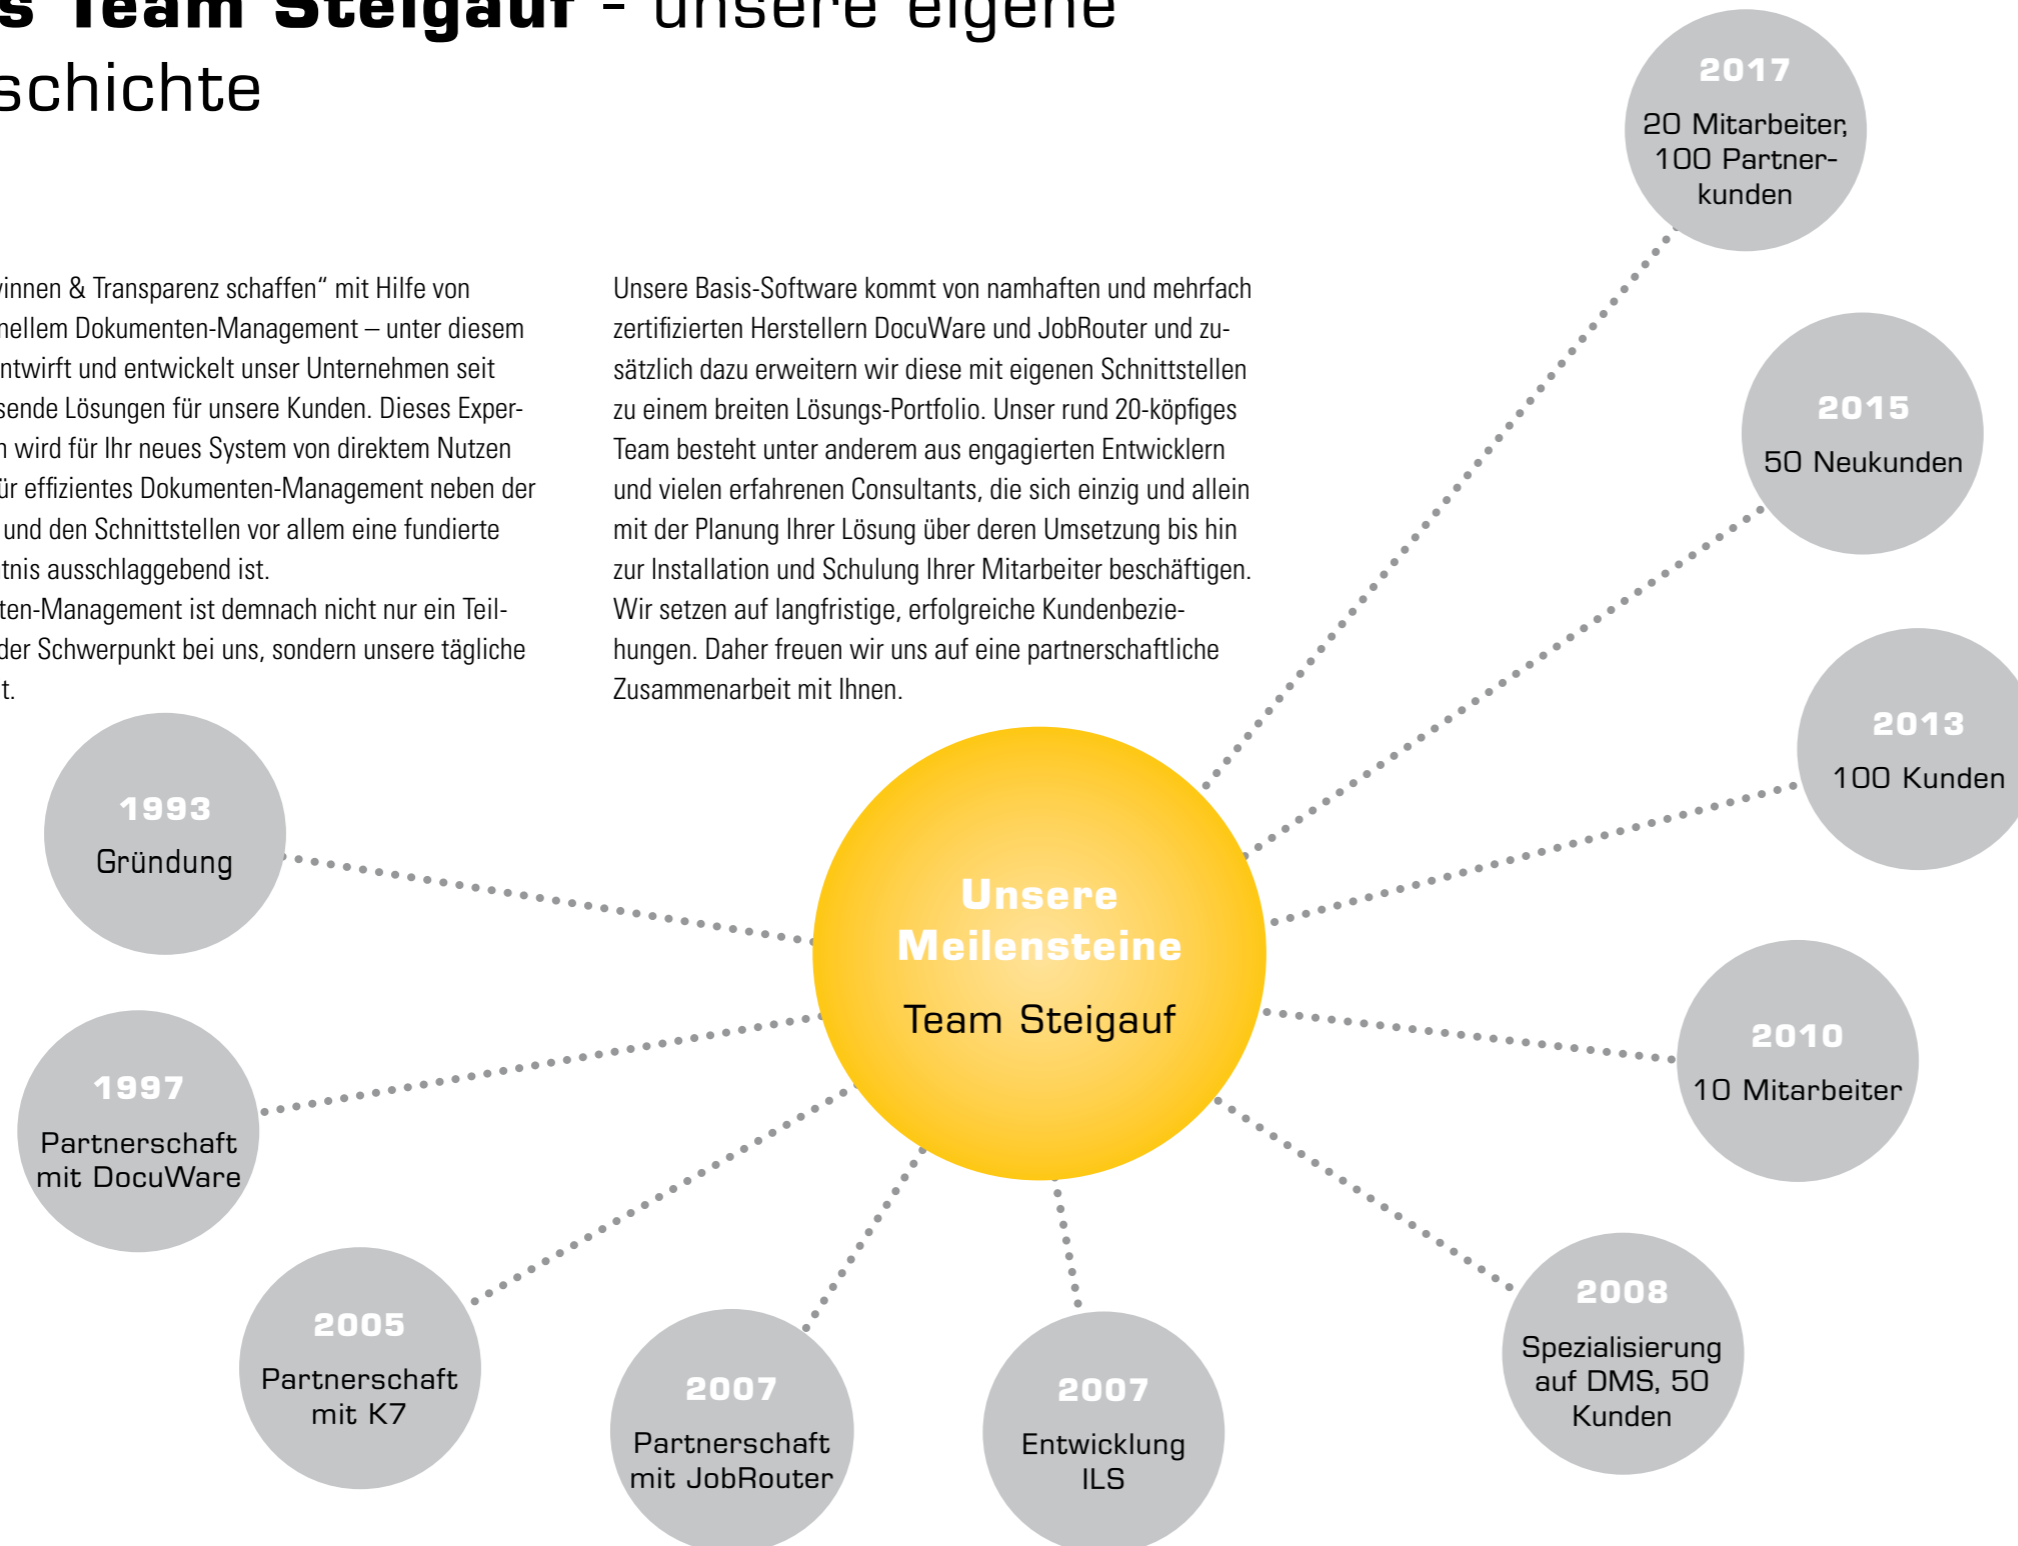 s Team Steigauf - unsere eigene
schichte
winnen & Transparenz schaffen“ mit Hilfe von
nellem Dokumenten-Management – unter diesem
ntwirft und entwickelt unser Unternehmen seit
sende Lösungen für unsere Kunden. Dieses Exper-
n wird für Ihr neues System von direktem Nutzen
ür effizientes Dokumenten-Management neben der
und den Schnittstellen vor allem eine fundierte
ntnis ausschlaggebend ist.
ten-Management ist demnach nicht nur ein Teil-
der Schwerpunkt bei uns, sondern unsere tägliche
t.
Unsere Basis-Software kommt von namhaften und mehrfach
zertifizierten Herstellern DocuWare und JobRouter und zu-
sätzlich dazu erweitern wir diese mit eigenen Schnittstellen
zu einem breiten Lösungs-Portfolio. Unser rund 20-köpfiges
Team besteht unter anderem aus engagierten Entwicklern
und vielen erfahrenen Consultants, die sich einzig und allein
mit der Planung Ihrer Lösung über deren Umsetzung bis hin
zur Installation und Schulung Ihrer Mitarbeiter beschäftigen.
Wir setzen auf langfristige, erfolgreiche Kundenbezie-
hungen. Daher freuen wir uns auf eine partnerschaftliche
Zusammenarbeit mit Ihnen.
Unsere
Meilensteine
Team Steigauf
1993
Gründung
1997
Partnerschaft
mit DocuWare
2005
Partnerschaft
mit K7
2007
Partnerschaft
mit JobRouter
2007
Entwicklung
ILS
2008
Spezialisierung
auf DMS, 50
Kunden
2010
10 Mitarbeiter
2013
100 Kunden
2015
50 Neukunden
2017
20 Mitarbeiter,
100 Partner-
kunden